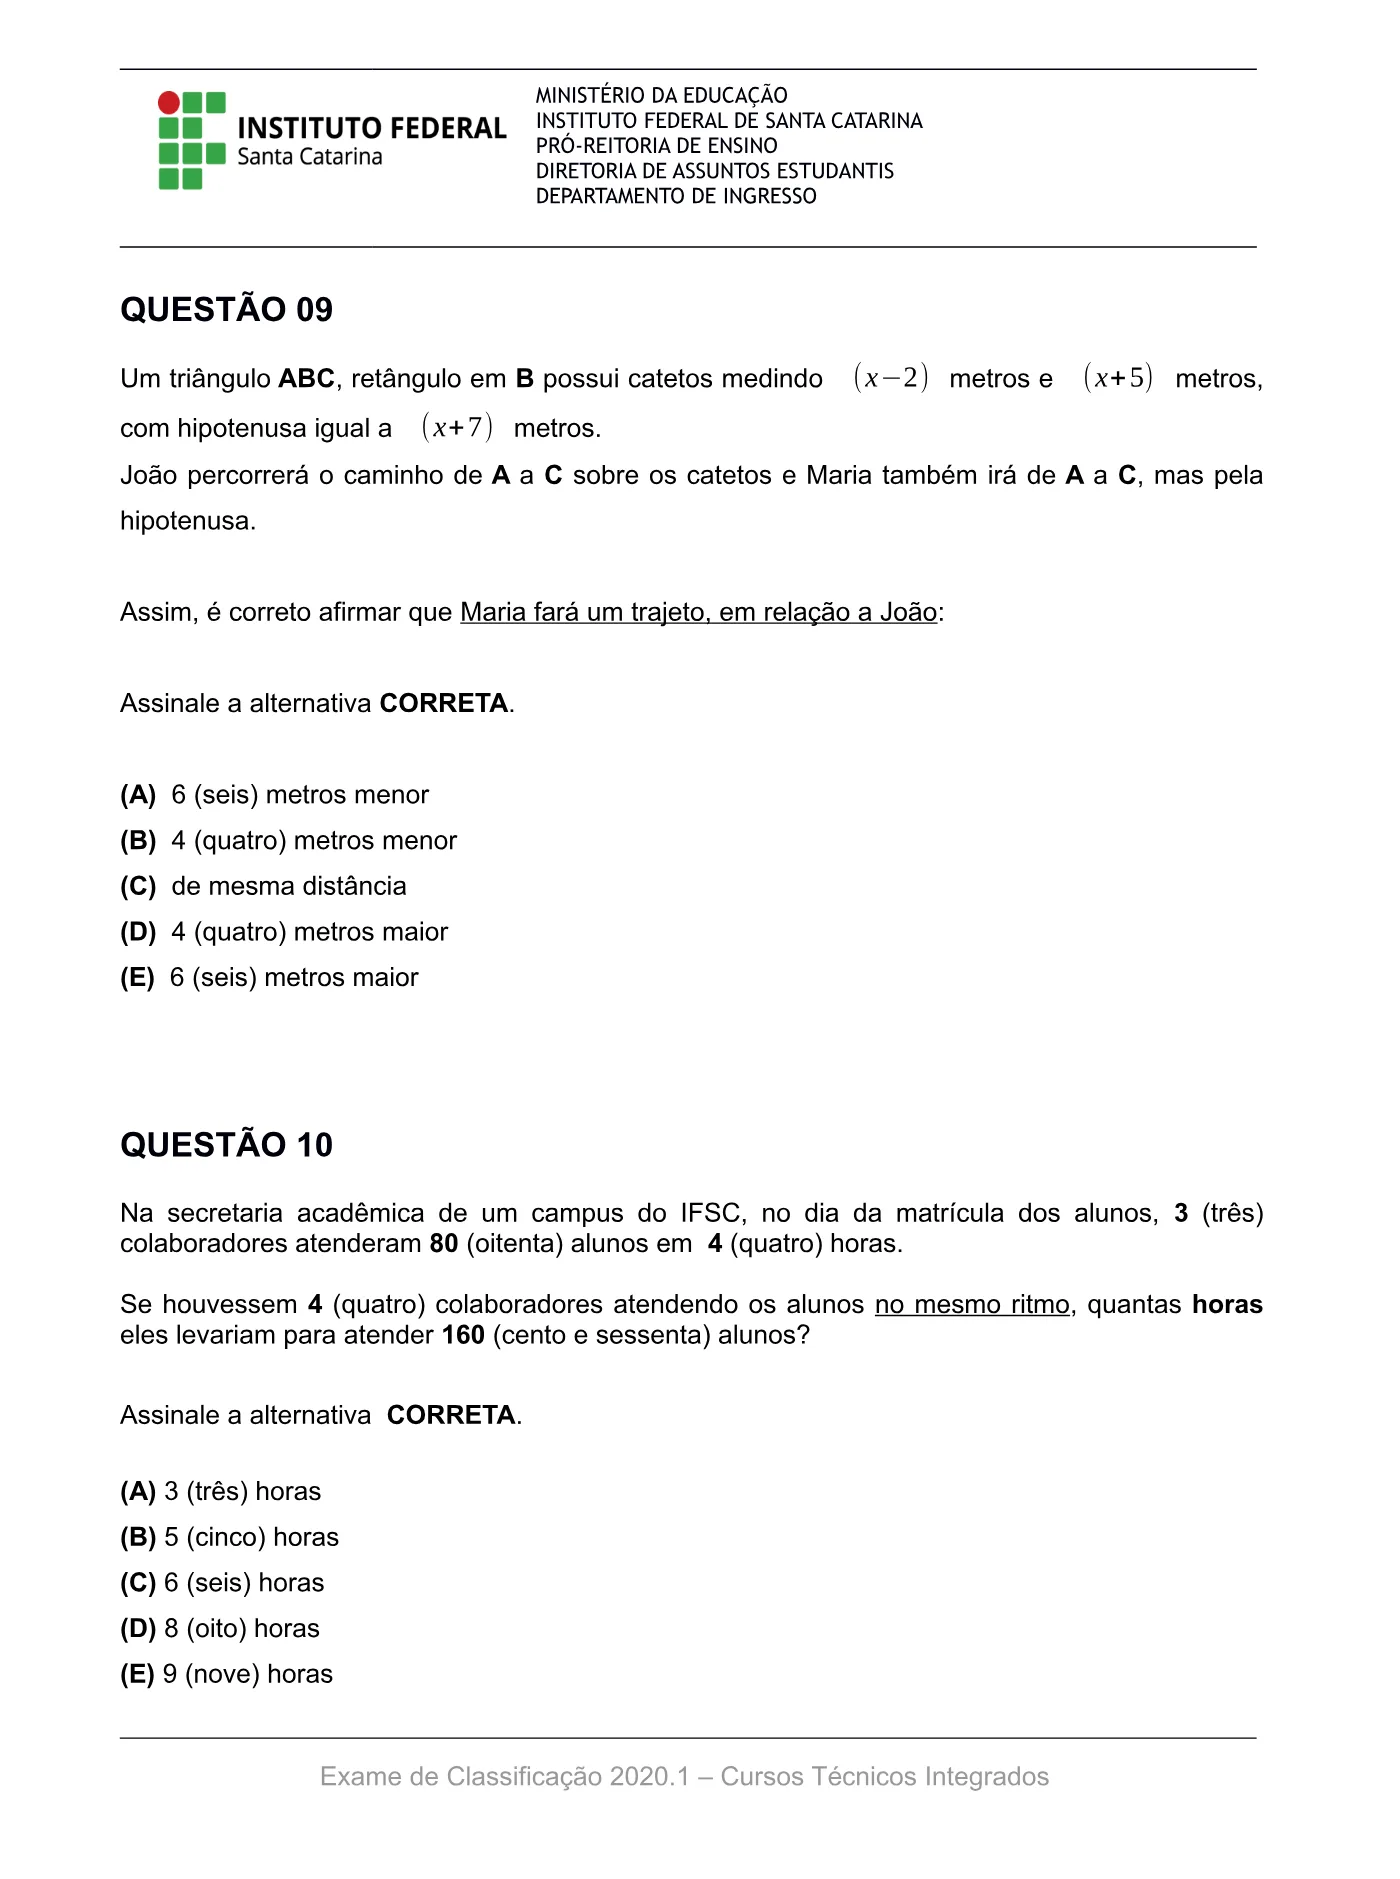 INSTITUTO FEDERAL
Santa Catarina
MINISTÉRIO DA EDUCAÇÃO
INSTITUTO FEDERAL DE SANTA CATARINA
PRÓ-REITORIA DE ENSINO
DIRETORIA DE ASSUNTOS ESTUDANTIS
DEPARTAMENTO DE INGRESSO
QUESTÃO 09
Um triângulo ABC, retângulo em B possui catetos medindo (x−2) metros e (x+5) metros,
com hipotenusa igual a (x+7) metros.
João percorrerá o caminho de A a C sobre os catetos e Maria também irá de A a C, mas pela
hipotenusa.
Assim, é correto afirmar que Maria fará um trajeto, em relação a João:
Assinale a alternativa CORRETA.
(A) 6 (seis) metros menor
(B) 4 (quatro) metros menor
(C) de mesma distância
(D) 4 (quatro) metros maior
(E) 6 (seis) metros maior
QUESTÃO 10
Na secretaria acadêmica de um campus do IFSC, no dia da matrícula dos alunos, 3 (três)
colaboradores atenderam 80 (oitenta) alunos em 4 (quatro) horas.
Se houvessem 4 (quatro) colaboradores atendendo os alunos no mesmo ritmo, quantas horas
eles levariam para atender 160 (cento e sessenta) alunos?
Assinale a alternativa CORRETA.
(A) 3 (três) horas
(B) 5 (cinco) horas
(C) 6 (seis) horas
(D) 8 (oito) horas
(E) 9 (nove) horas
Exame de Classificação 2020.1 – Cursos Técnicos Integrados